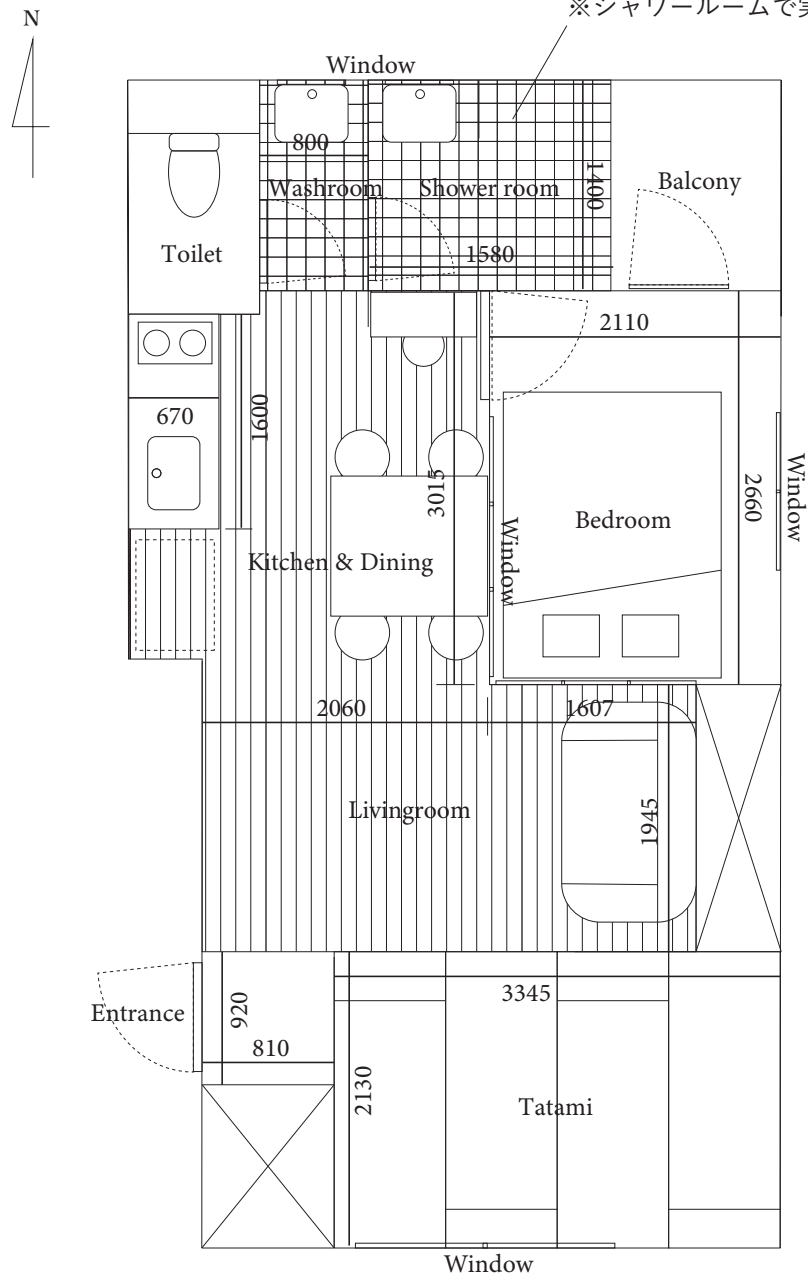 ※シャワールームで
N
Window
800
Washroom
Shower room
1400
Balcony
Toilet
1580
2110
670
1600
3015
2660
Window
Bedroom
Window
Kitchen & Dining
2060
1607
Livingroom
1945
Entrance
920
3345
810
2130
Tatami
Window